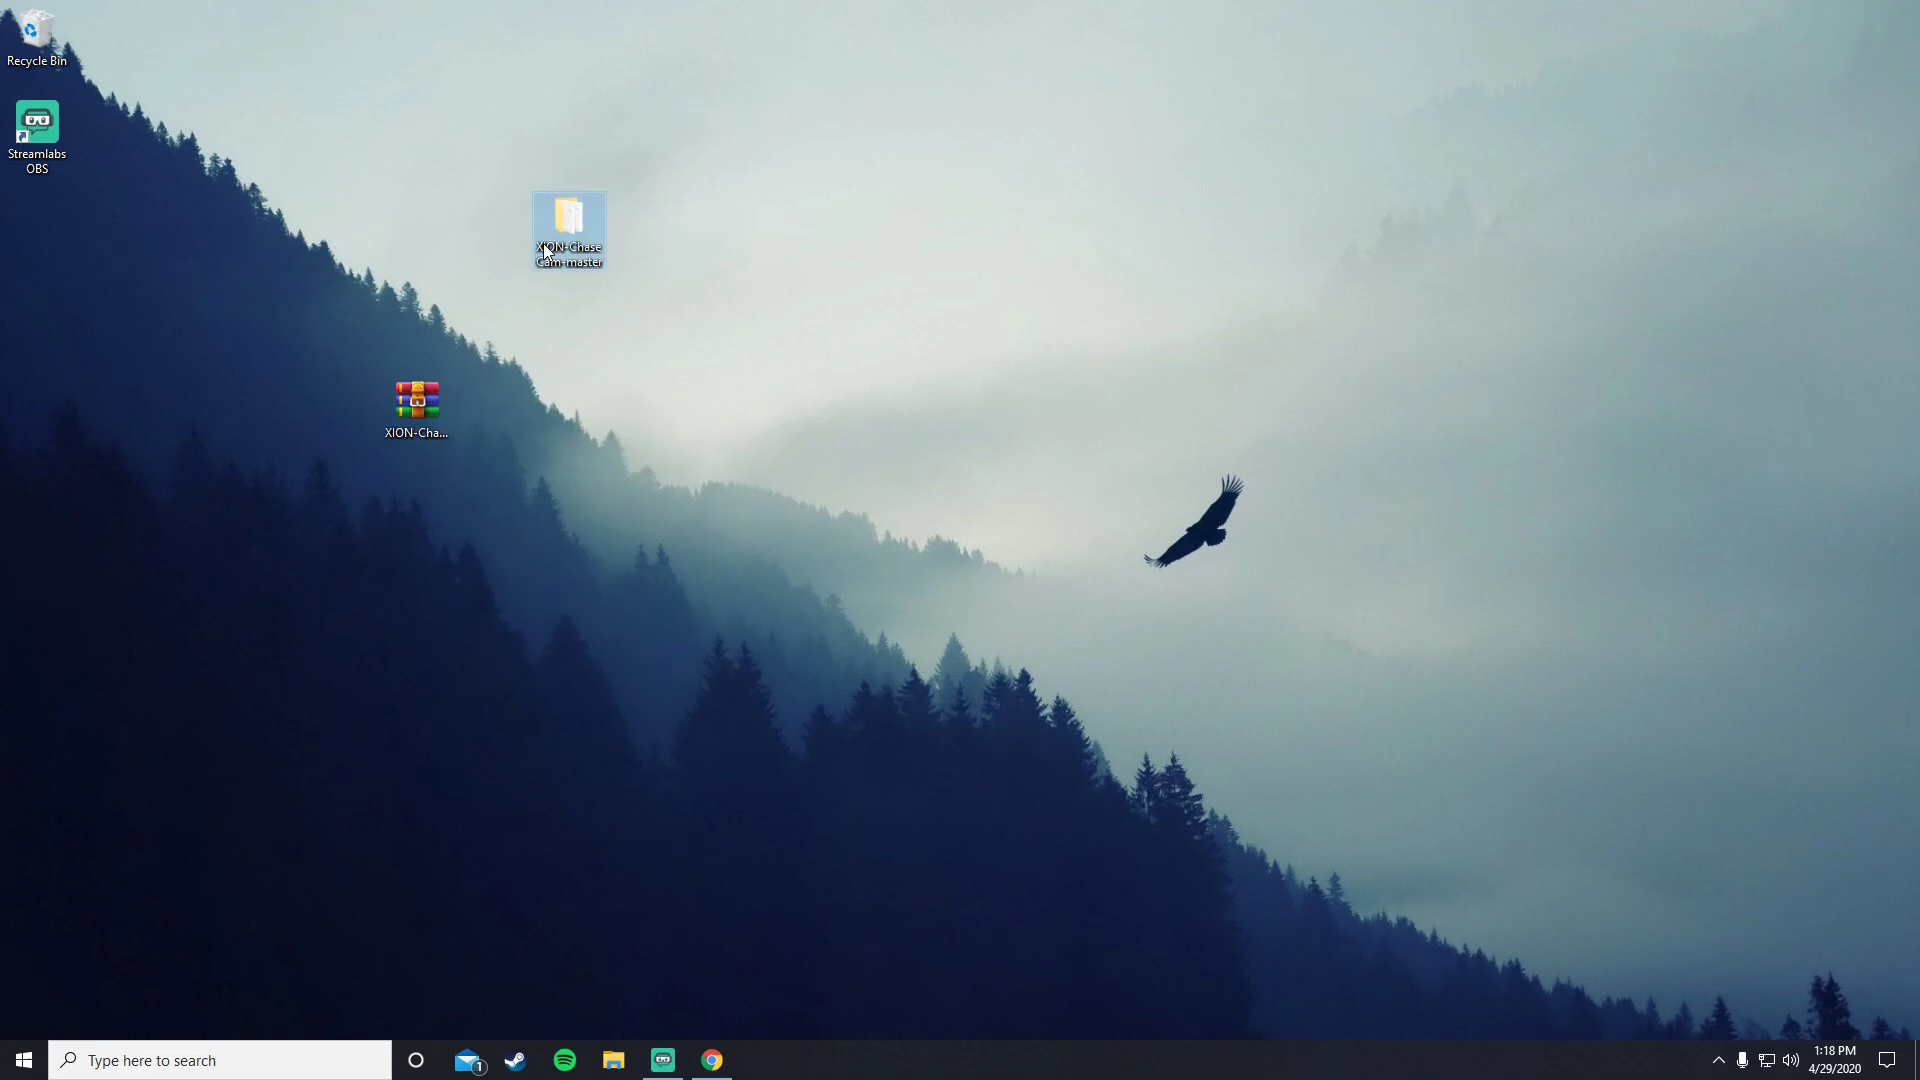 Recycle Bin
Streamlabs
OBS
XION-Chase
Cam-master
XION-Cha...
Type here to search
1
1:18 PM
4/29/2020